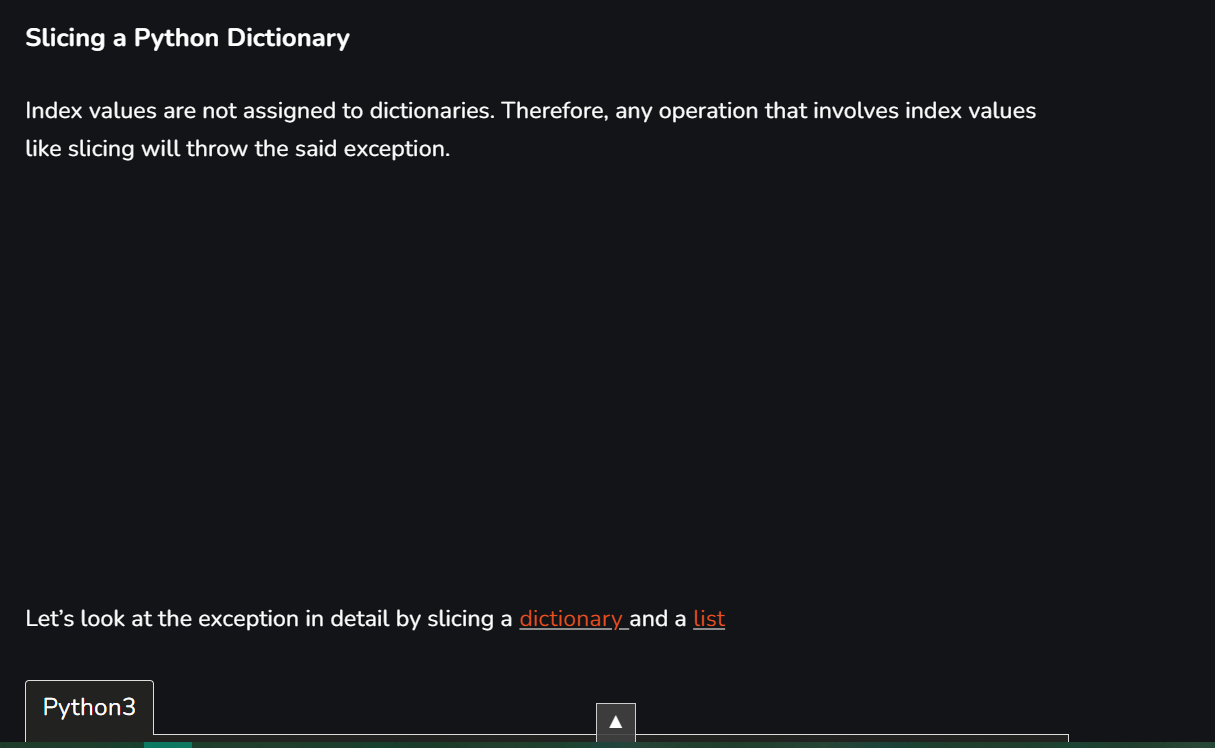 Slicing a Python Dictionary
Index values are not assigned to dictionaries. Therefore, any operation that involves index values
like slicing will throw the said exception.
Let’s look at the exception in detail by slicing a dictionary and a list
Python3
▲